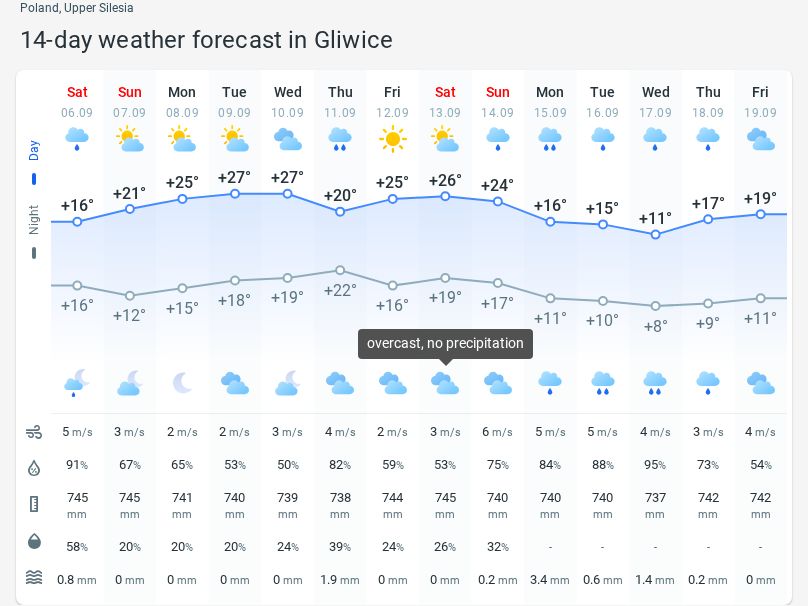 Poland, Upper Silesia
14-day weather forecast in Gliwice
Sat Sun Mon Tue Wed Thu Fri Sat Sun Mon Tue Wed Thu Fri
06.09 07.09 08.09 09.09 10.09 11.09 12.09 13.09 14.09 15.09 16.09 17.09 18.09 19.09
Day
+16° +21° +25° +27° +27° +20° +25° +26° +24° +16° +15° +11° +17° +19°
Night
+16° +12° +15° +18° +19° +22° +16° +19° +17° +11° +10° +8° +9° +11°
overcast, no precipitation
5 m/s 3 m/s 2 m/s 2 m/s 3 m/s 4 m/s 2 m/s 3 m/s 6 m/s 5 m/s 5 m/s 4 m/s 3 m/s 4 m/s
91% 67% 65% 53% 50% 82% 59% 53% 75% 84% 88% 95% 73% 54%
745 745 741 740 739 738 744 745 740 740 740 737 742 742
mm mm mm mm mm mm mm mm mm mm mm mm mm mm
58% 20% 20% 20% 24% 39% 24% 26% 32% - - - - -
0.8 mm 0 mm 0 mm 0 mm 0 mm 1.9 mm 0 mm 0 mm 0.2 mm 3.4 mm 0.6 mm 1.4 mm 0.2 mm 0 mm